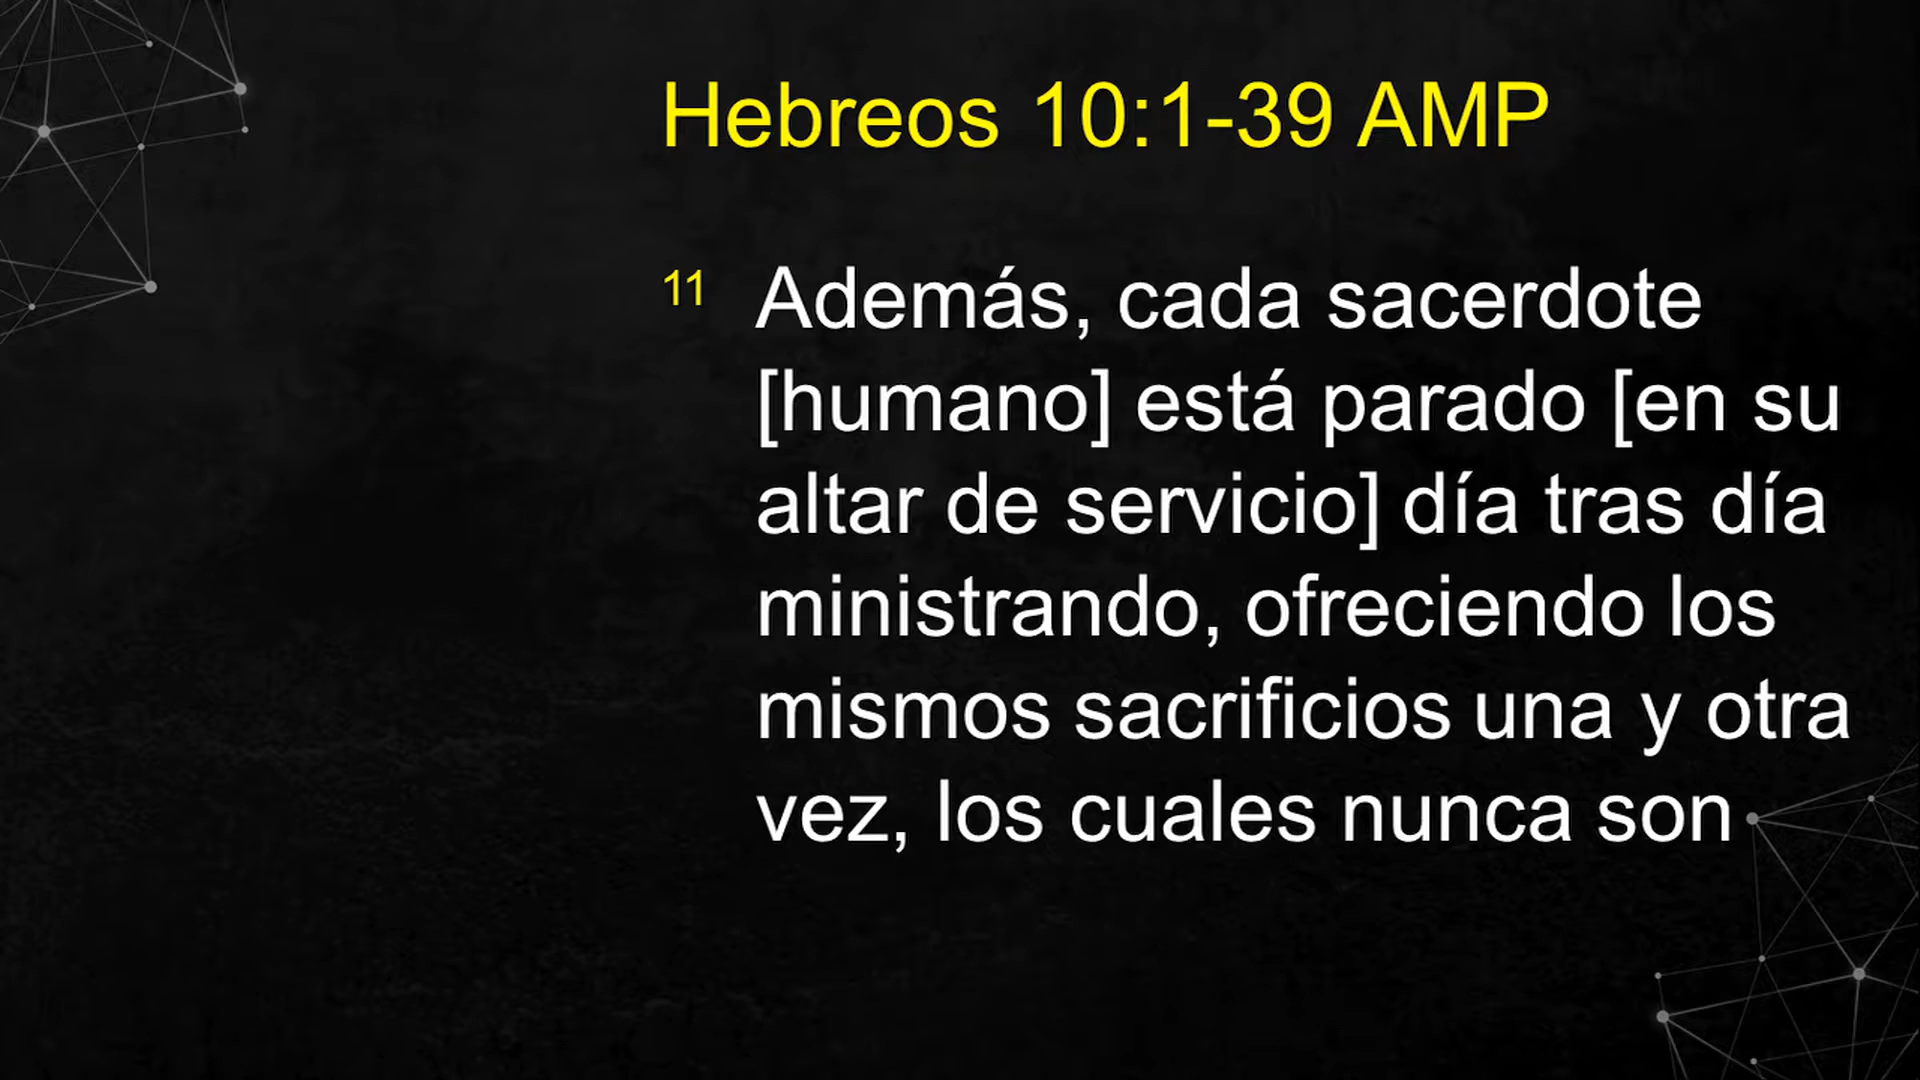 Hebreos 10:1-39 AMP
11 Además, cada sacerdote
[humano] está parado [en su
altar de servicio] día tras día
ministrando, ofreciendo los
mismos sacrificios una y otra
vez, los cuales nunca son